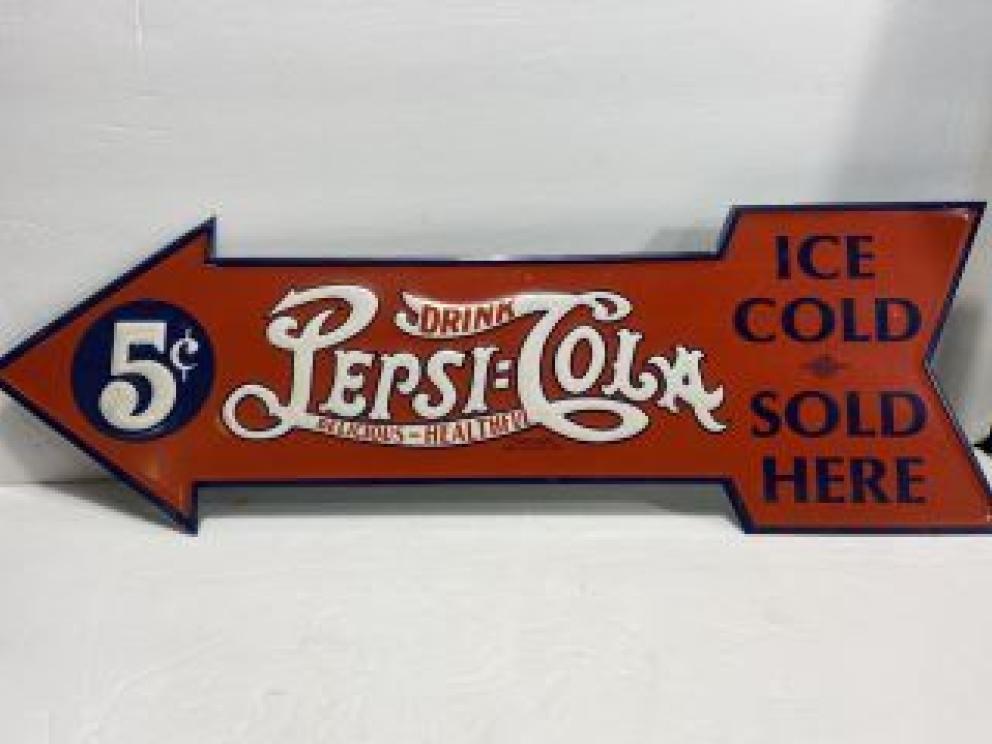 5¢
DRINK
PEPSI=COLA
DELICIOUS - HEALTHFUL
ICE
COLD
SOLD
HERE